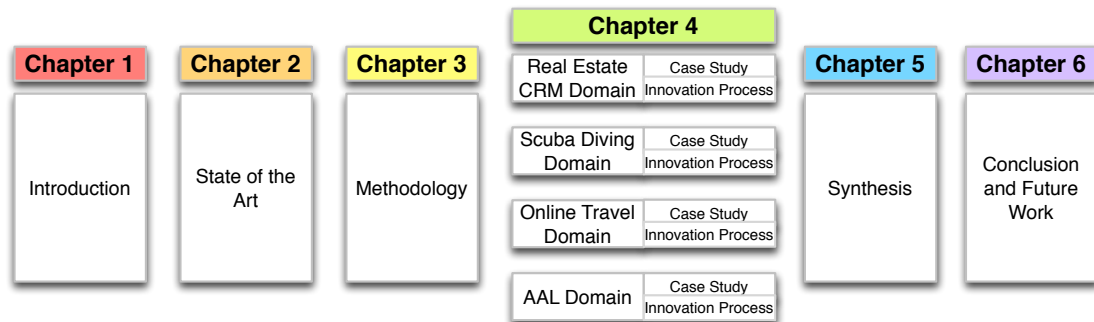 Chapter 1
Introduction
Chapter 2
State of the
Art
Chapter 3
Methodology
Chapter 4
Real Estate
CRM Domain
Case Study
Innovation Process
Scuba Diving
Domain
Case Study
Innovation Process
Online Travel
Domain
Case Study
Innovation Process
AAL Domain
Case Study
Innovation Process
Chapter 5
Synthesis
Chapter 6
Conclusion
and Future
Work